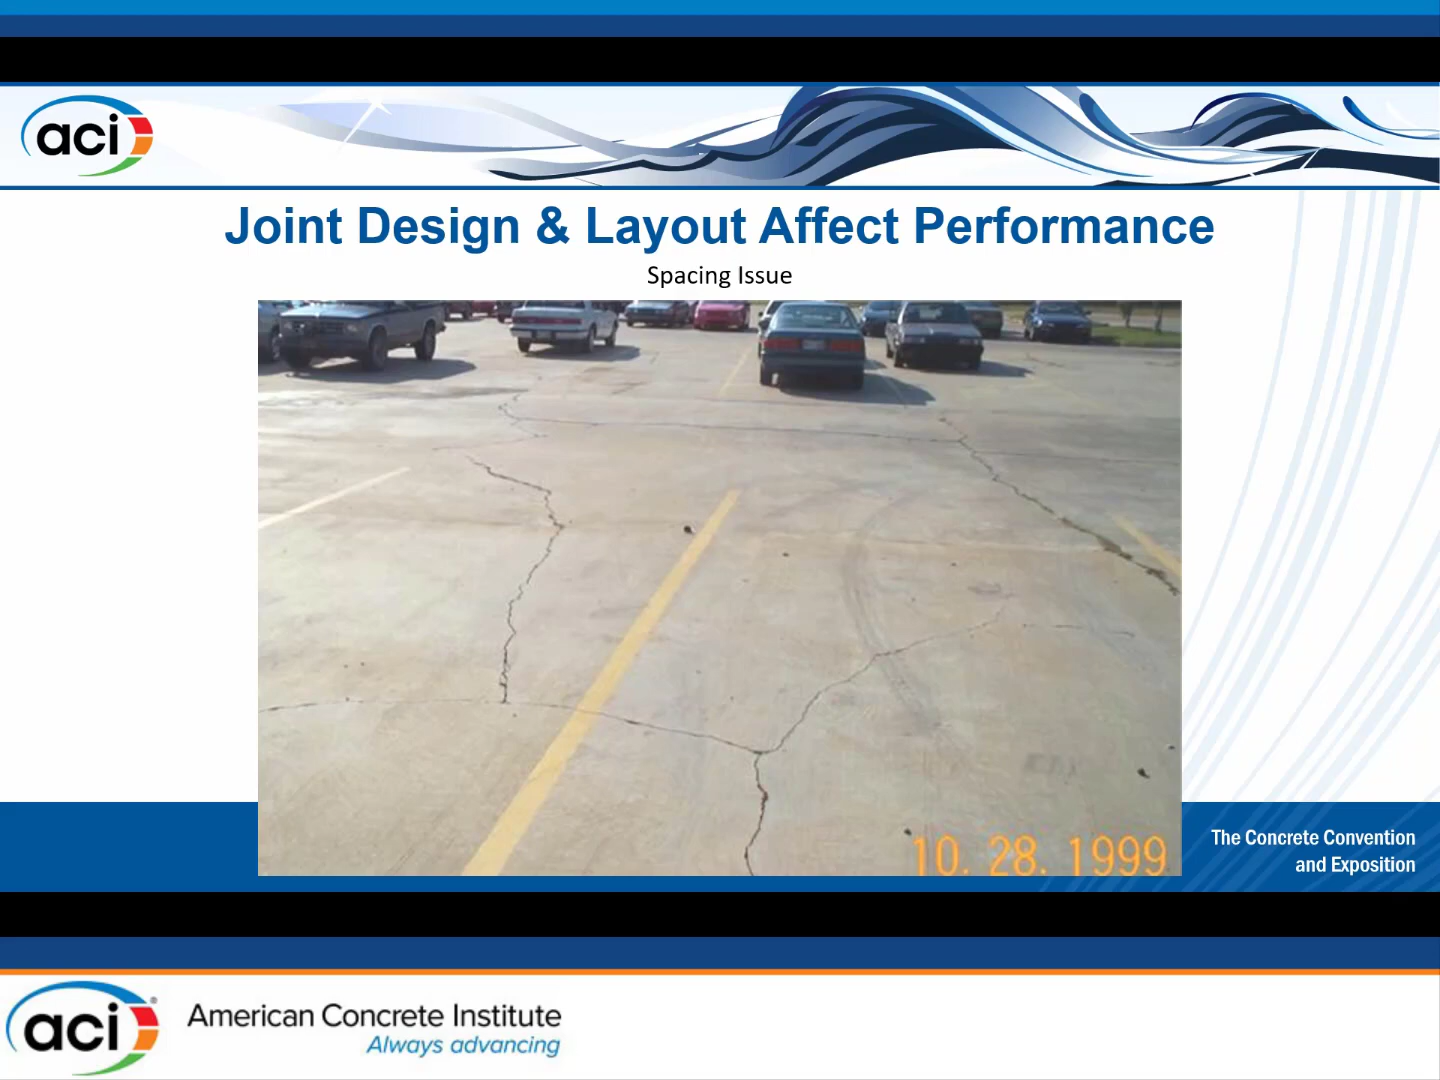 aci
Joint Design & Layout Affect Performance
Spacing Issue
10. 28. 1999
The Concrete Convention
and Exposition
aci®
American Concrete Institute
Always advancing